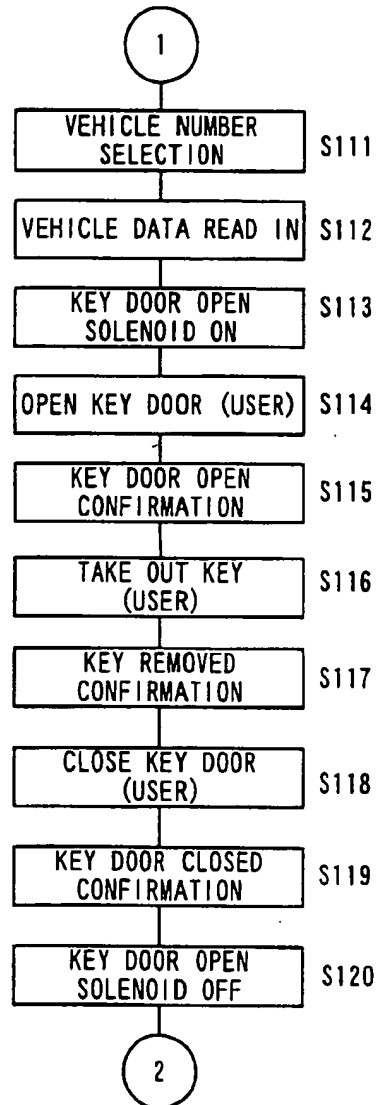 1
VEHICLE NUMBER
SELECTION
S111
VEHICLE DATA READ IN
S112
KEY DOOR OPEN
SOLENOID ON
S113
OPEN KEY DOOR (USER)
S114
KEY DOOR OPEN
CONFIRMATION
S115
TAKE OUT KEY
(USER)
S116
KEY REMOVED
CONFIRMATION
S117
CLOSE KEY DOOR
(USER)
S118
KEY DOOR CLOSED
CONFIRMATION
S119
KEY DOOR OPEN
SOLENOID OFF
S120
2